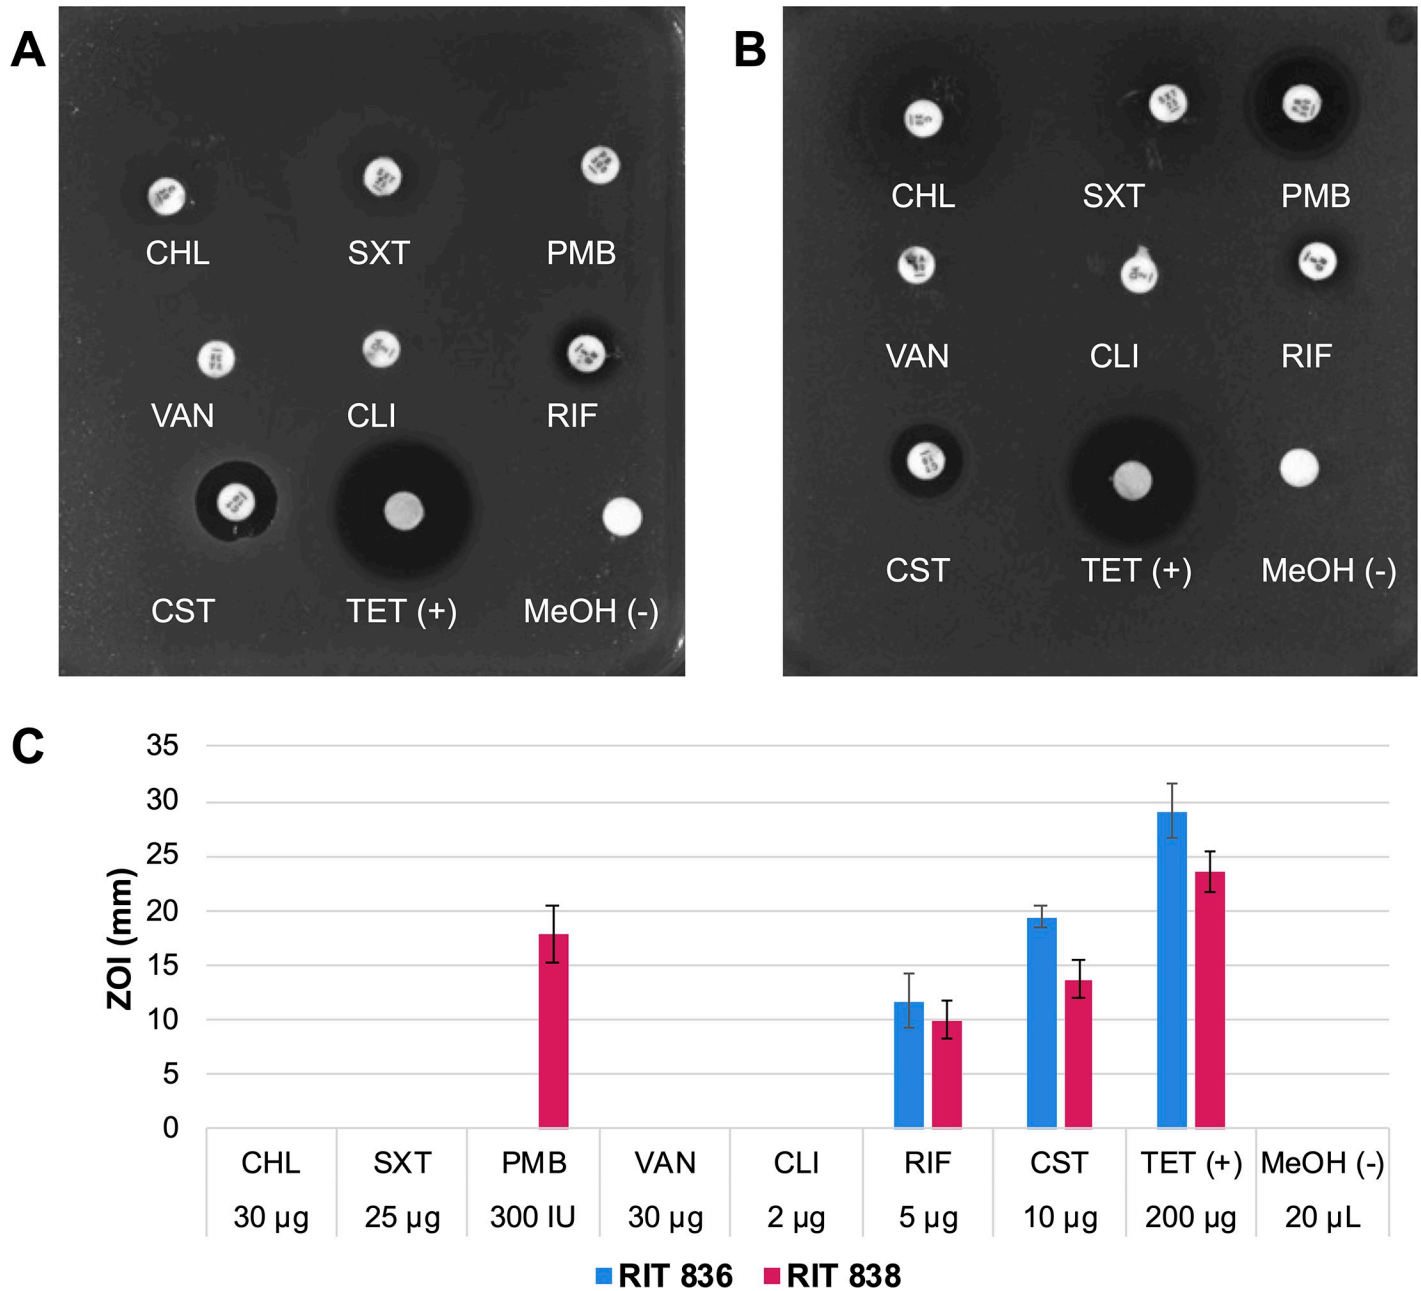 A
B
CHL SXT PMB
VAN CLI RIF
CST TET (+) MeOH (-)
CHL SXT PMB
VAN CLI RIF
CST TET (+) MeOH (-)
C
ZOI (mm)
35
30
25
20
15
10
5
0
CHL SXT PMB VAN CLI RIF CST TET (+) MeOH (-)
30 µg 25 µg 300 IU 30 µg 2 µg 5 µg 10 µg 200 µg 20 µL
RIT 836 RIT 838